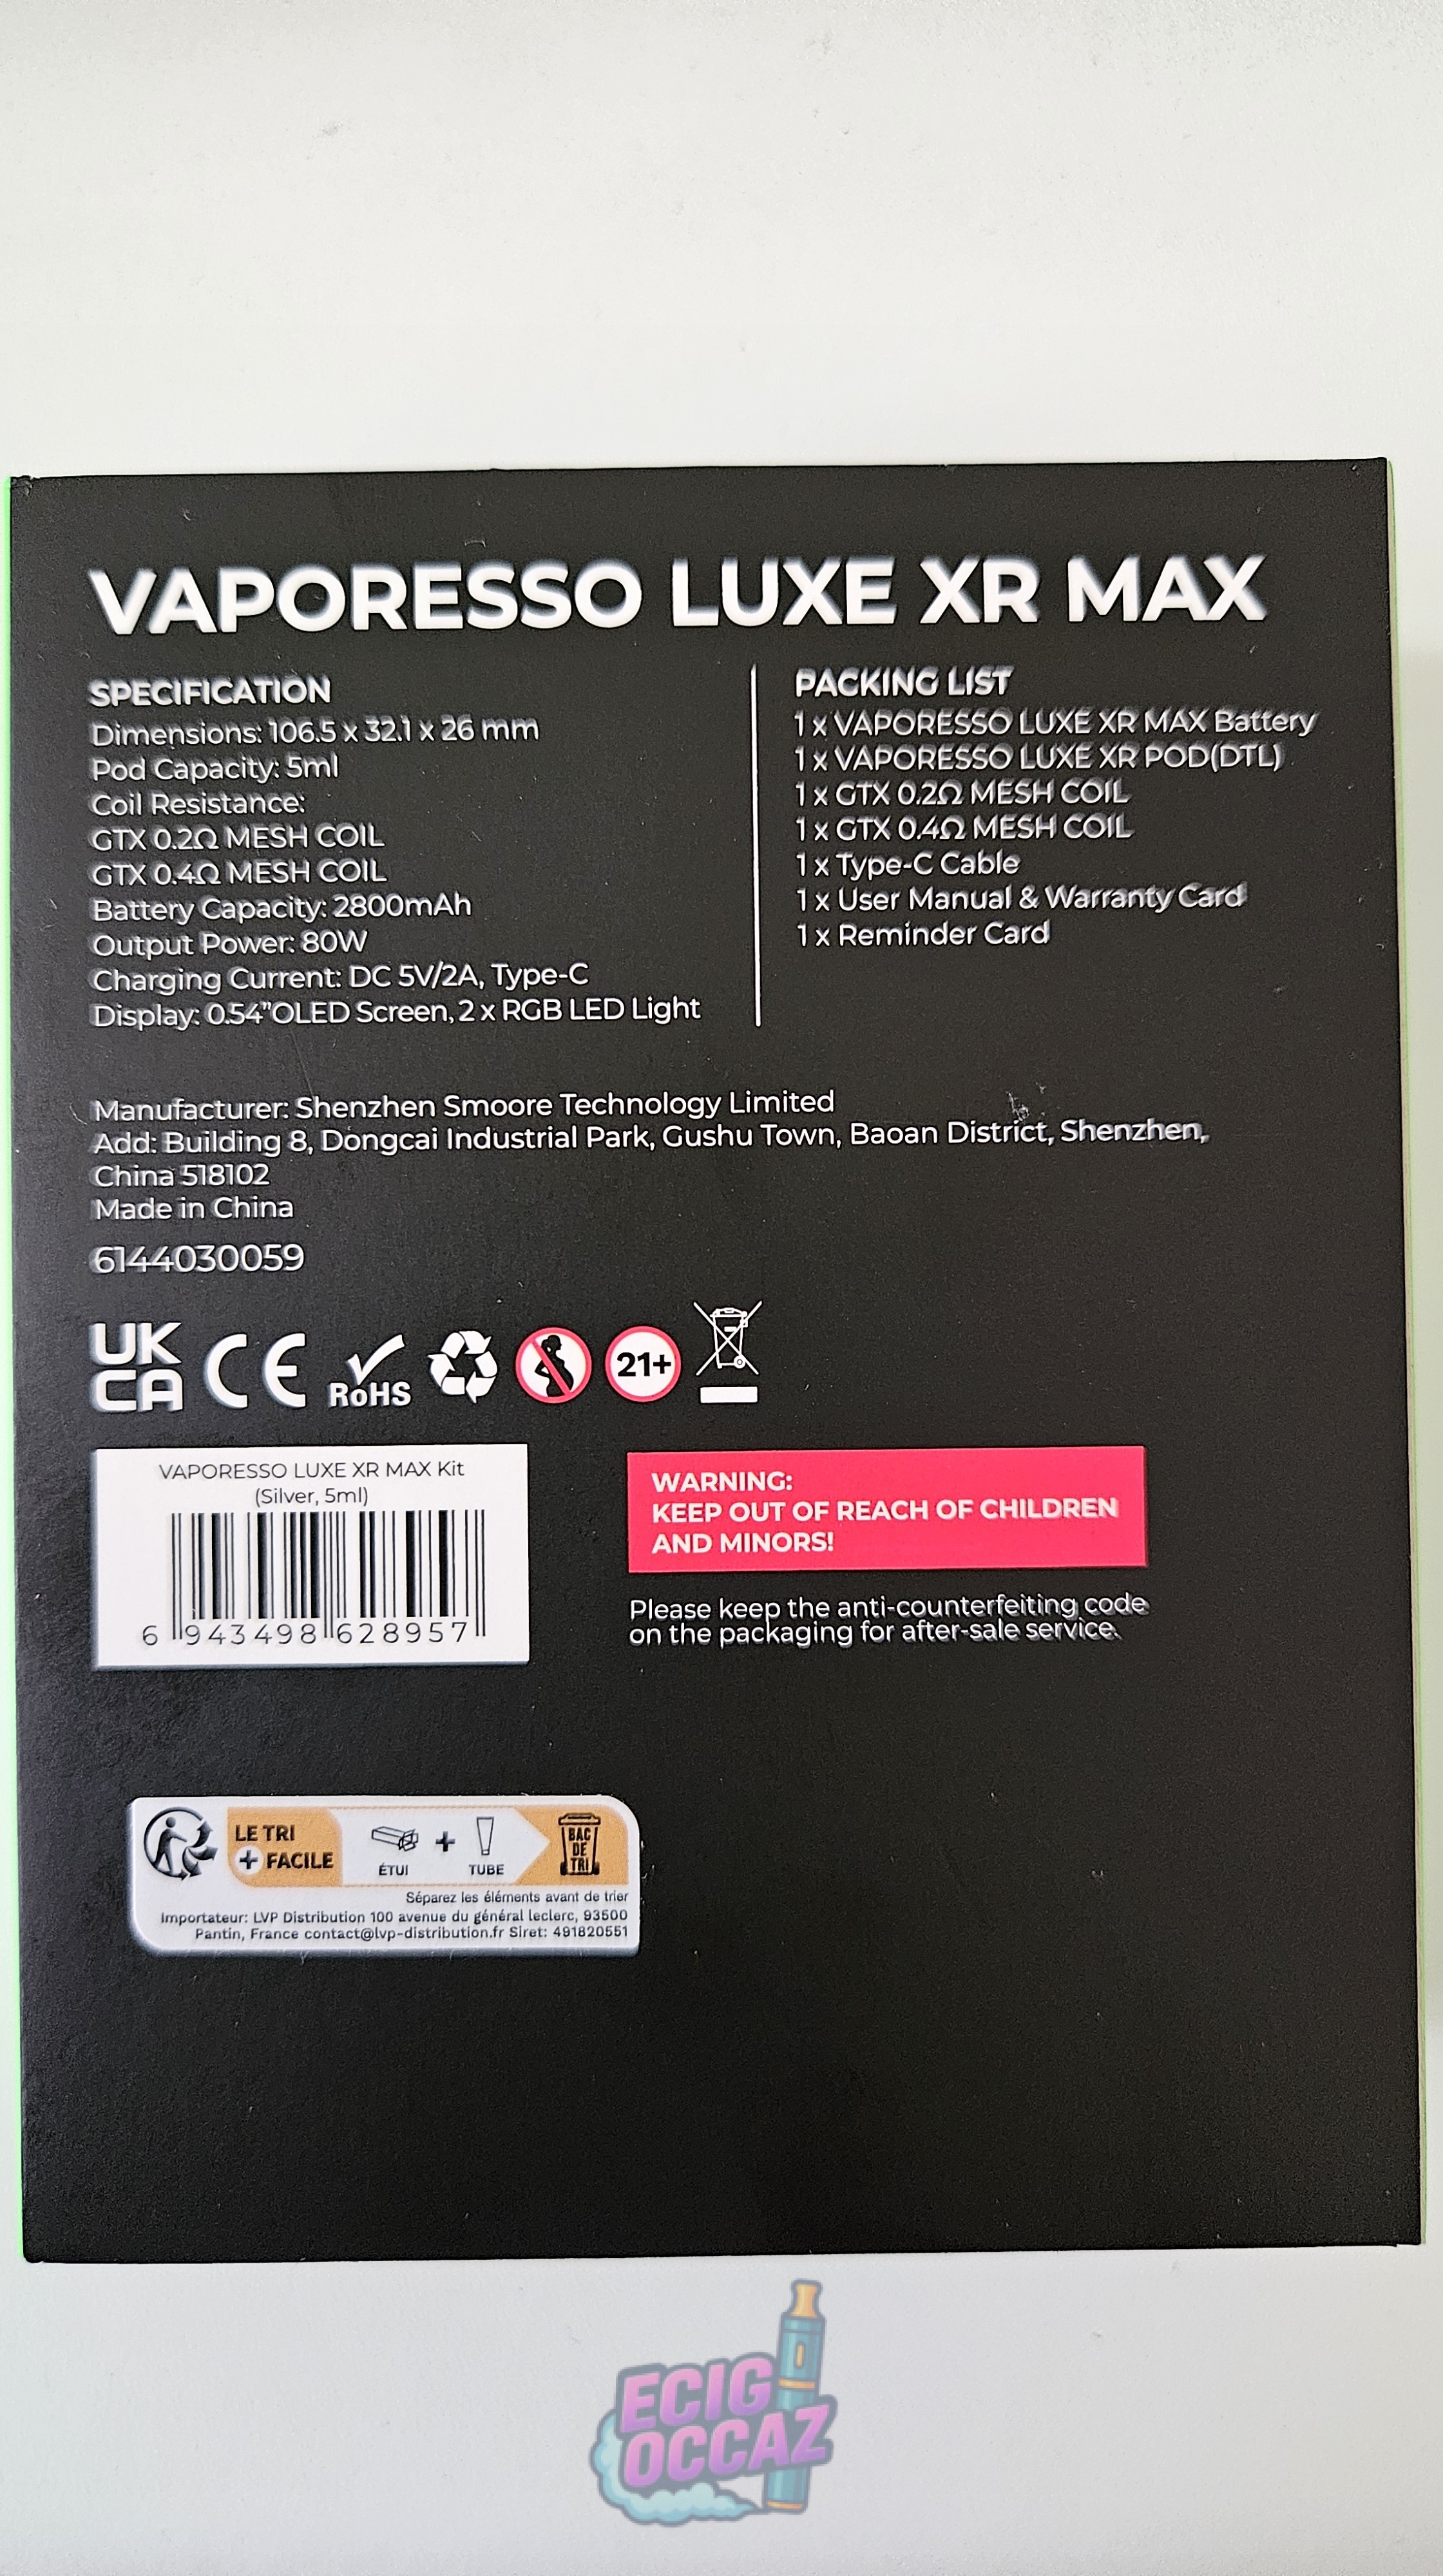 VAPORESSO LUXE XR MAX
SPECIFICATION
Dimensions: 106.5 x 32.1 x 26 mm
Pod Capacity: 5ml
Coil Resistance:
GTX 0.2Ω MESH COIL
GTX 0.4Ω MESH COIL
Battery Capacity: 2800mAh
Output Power: 80W
Charging Current: DC 5V/2A, Type-C
Display: 0.54”OLED Screen, 2 x RGB LED Light
PACKING LIST
1 x VAPORESSO LUXE XR MAX Battery
1 x VAPORESSO LUXE XR POD(DTL)
1 x GTX 0.2Ω MESH COIL
1 x GTX 0.4Ω MESH COIL
1 x Type-C Cable
1 x User Manual & Warranty Card
1 x Reminder Card
Manufacturer: Shenzhen Smoore Technology Limited
Add: Building 8, Dongcai Industrial Park, Gushu Town, Baoan District, Shenzhen,
China 518102
Made in China
6144030059
UK
CA
CE
RoHS
21+
VAPORESSO LUXE XR MAX Kit
(Silver, 5ml)
6 943498 628957
WARNING:
KEEP OUT OF REACH OF CHILDREN
AND MINORS!
Please keep the anti-counterfeiting code
on the packaging for after-sale service.
LE TRI
+ FACILE
ÉTUI
+
TUBE
BAC
DE
TRI
Séparez les éléments avant de trier
Importateur: LVP Distribution 100 avenue du général leclerc, 93500
Pantin, France contact@lvp-distribution.fr Siret: 491820551
ECIG
OCCAZ